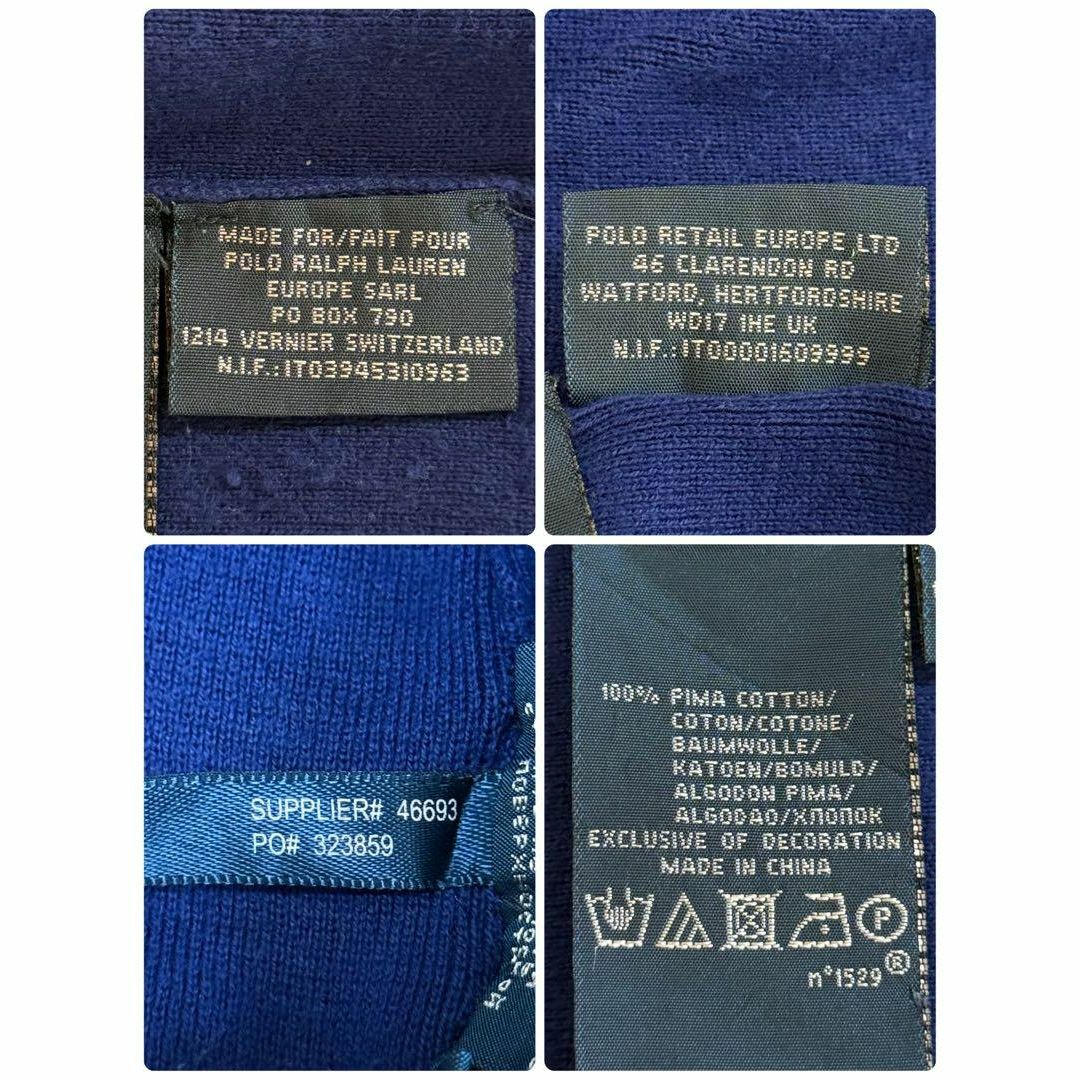 MADE FOR/FAIT POUR
POLO RALPH LAUREN
EUROPE SARL
PO BOX 790
1214 VERNIER SWITZERLAND
N.I.F.:IT03945310963
POLO RETAIL EUROPE,LTD
46 CLARENDON RD
WATFORD, HERTFORDSHIRE
WD17 1HE UK
N.I.F.:IT00001609999
SUPPLIER# 46693
PO# 323859
100% PIMA COTTON/
COTON/COTONE/
BAUMWOLLE/
KATOEN/BOMULD/
ALGODON PIMA/
ALGODAO/ХЛОПОК
EXCLUSIVE OF DECORATION
MADE IN CHINA
P
n°1529®